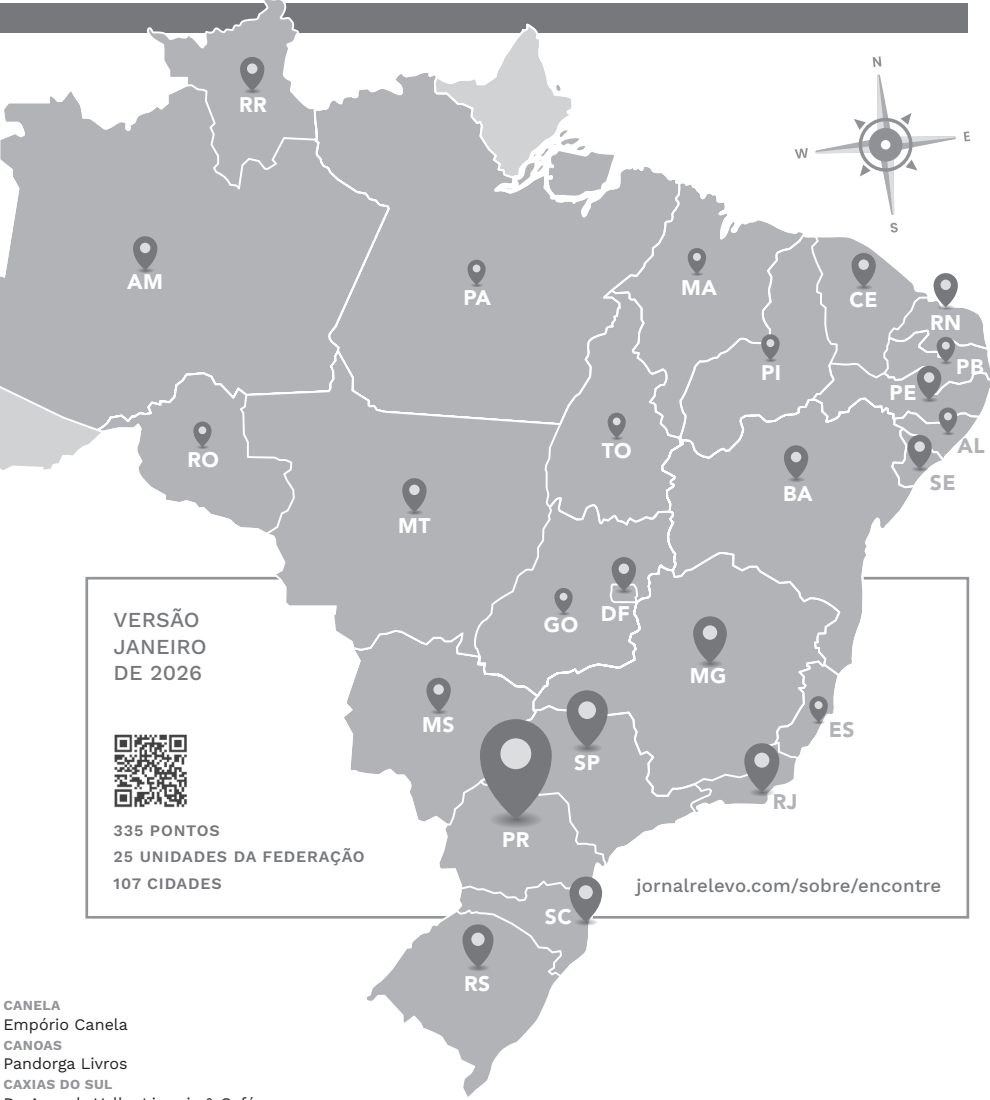 N
RR
W
E
S
AM
PA
MA
CE
RN
PI
PB
PE
TO
AL
RO
BA
SE
MT
GO
DF
VERSÃO
JANEIRO
DE 2026
MG
MS
ES
SP
RJ
335 PONTOS
PR
25 UNIDADES DA FEDERAÇÃO
107 CIDADES
jornalrelevo.com/sobre/encontre
SC
RS
CANELA
Empório Canela
CANOAS
Pandorga Livros
CAXIAS DO SUL